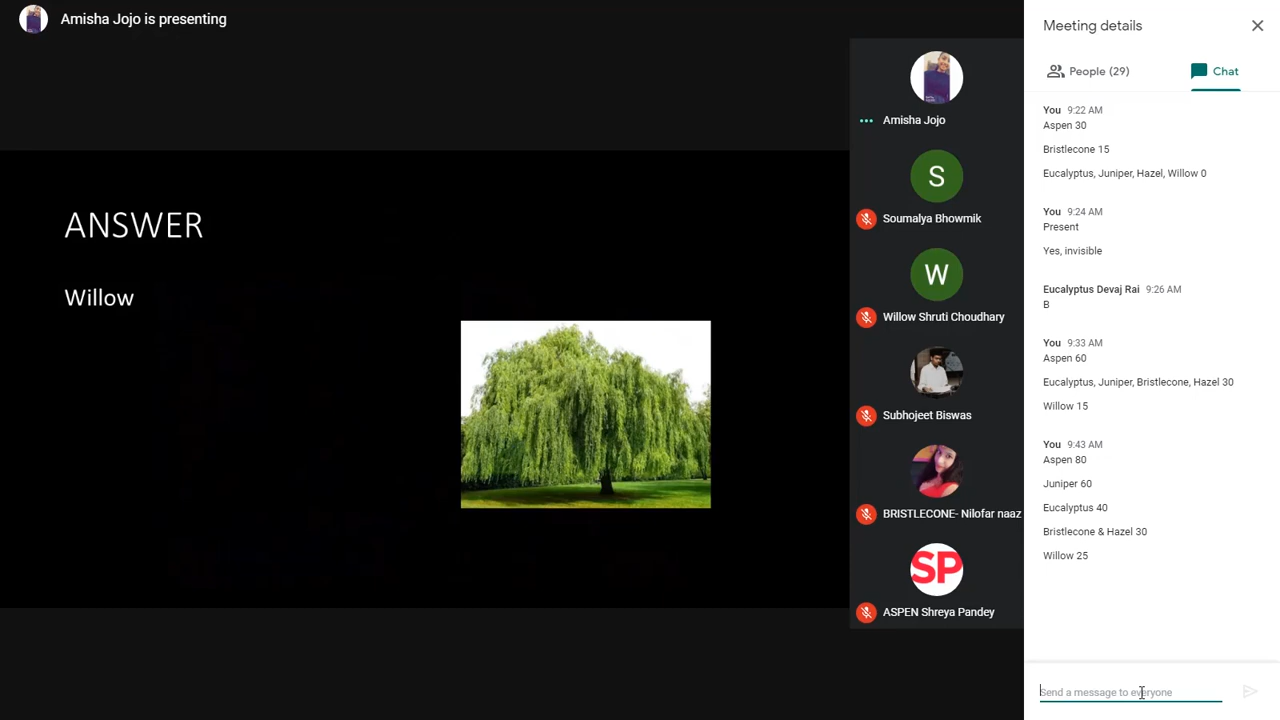 Amisha Jojo is presenting
ANSWER
Willow
Amisha Jojo
S
Soumalya Bhowmik
W
Willow Shruti Choudhary
Subhojeet Biswas
BRISTLECONE- Nilofar naaz
SP
ASPEN Shreya Pandey
Meeting details
People (29)
Chat
You 9:22 AM
Aspen 30
Bristlecone 15
Eucalyptus, Juniper, Hazel, Willow 0
You 9:24 AM
Present
Yes, invisible
Eucalyptus Devaj Rai 9:26 AM
B
You 9:33 AM
Aspen 60
Eucalyptus, Juniper, Bristlecone, Hazel 30
Willow 15
You 9:43 AM
Aspen 80
Juniper 60
Eucalyptus 40
Bristlecone & Hazel 30
Willow 25
Send a message to everyone